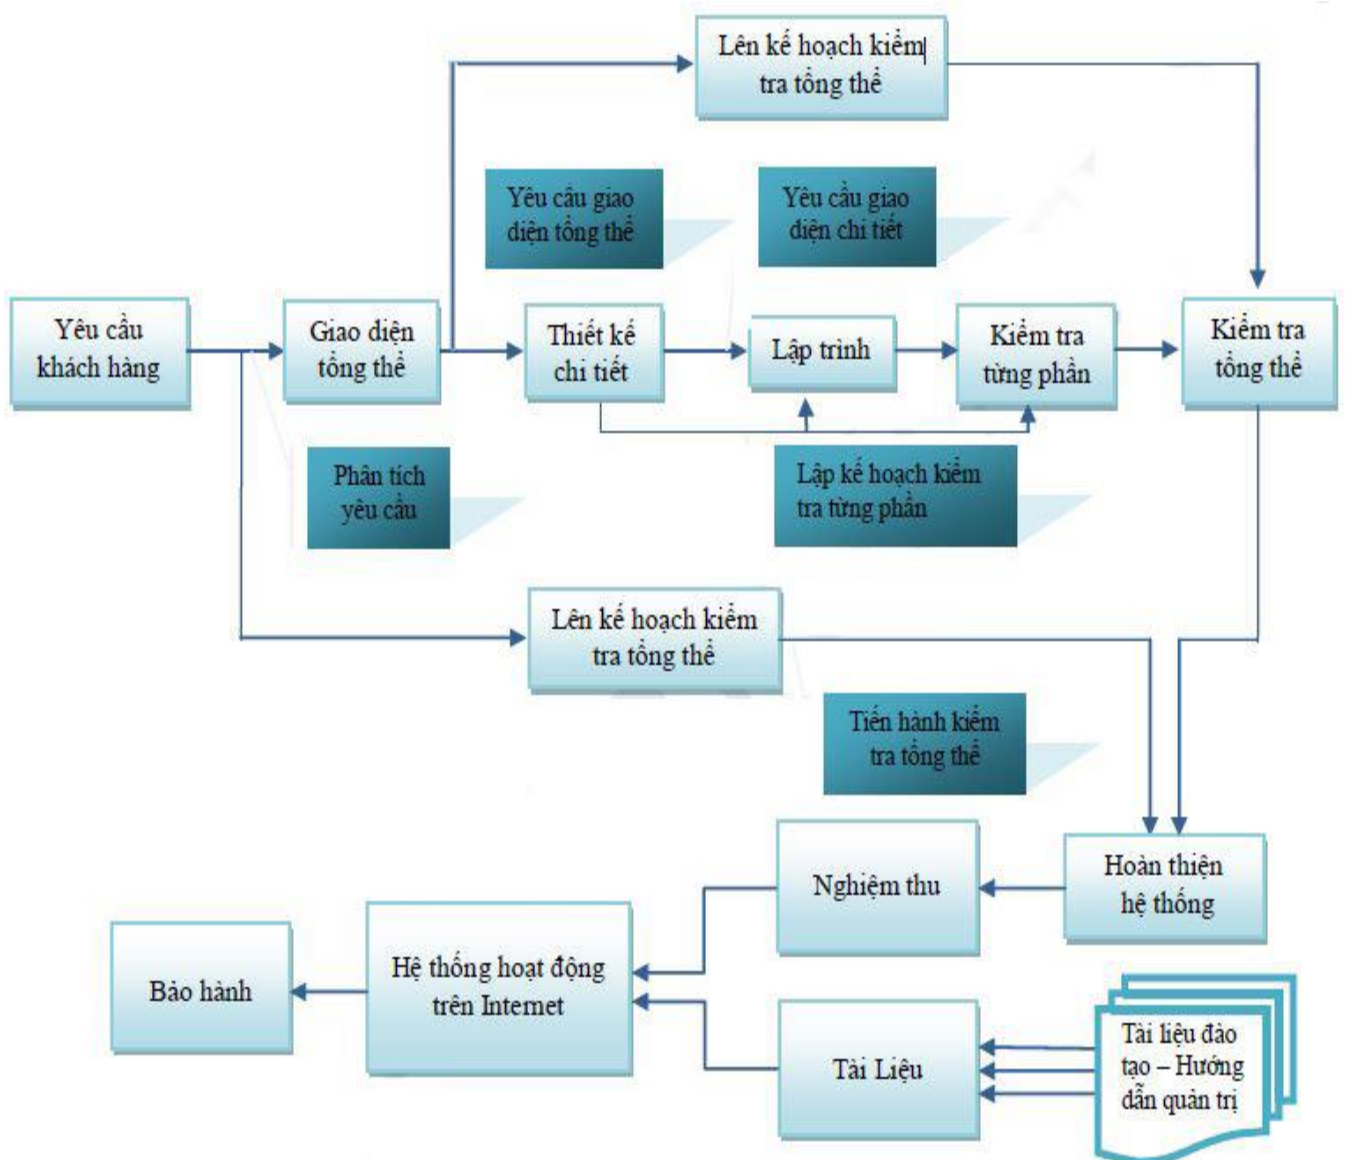 Lên kế hoạch kiểm
tra tổng thể
Yêu cầu giao
diện tổng thể
Yêu cầu giao
diện chi tiết
Yêu cầu
khách hàng
Giao diện
tổng thể
Thiết kế
chi tiết
Lập trình
Kiểm tra
từng phần
Kiểm tra
tổng thể
Phân tích
yêu cầu
Lập kế hoạch kiểm
tra từng phần
Lên kế hoạch kiểm
tra tổng thể
Tiến hành kiểm
tra tổng thể
Nghiệm thu
Hoàn thiện
hệ thống
Bảo hành
Hệ thống hoạt động
trên Internet
Tài Liệu
Tài liệu đào
tạo – Hướng
dẫn quản trị